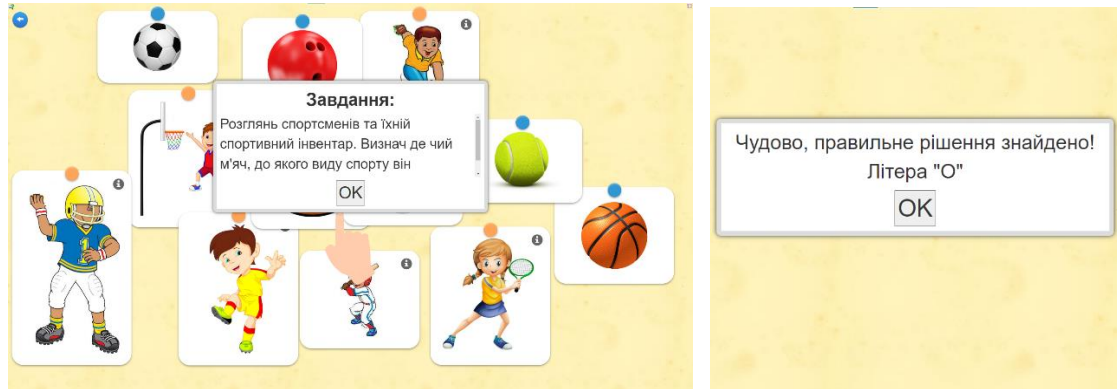 Завдання:
Розглянь спортсменів та їхній
спортивний інвентар. Визнач де чий
м'яч, до якого виду спорту він
OK
1
Чудово, правильне рішення знайдено!
Літера "О"
OK